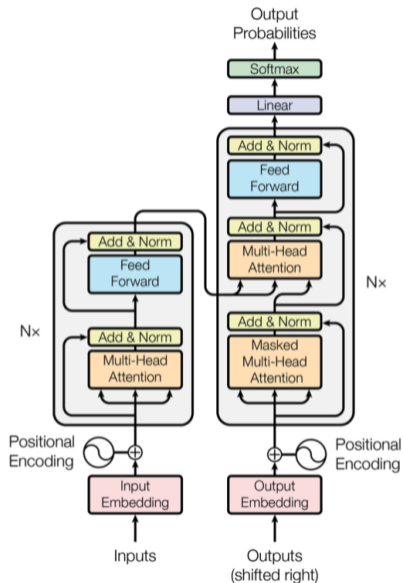 Output
Probabilities
Softmax
Linear
Add & Norm
Feed
Forward
Add & Norm
Multi-Head
Attention
Add & Norm
Masked
Multi-Head
Attention
N×
Positional
Encoding
Output
Embedding
Outputs
(shifted right)
Add & Norm
Feed
Forward
Add & Norm
Multi-Head
Attention
N×
Positional
Encoding
Input
Embedding
Inputs